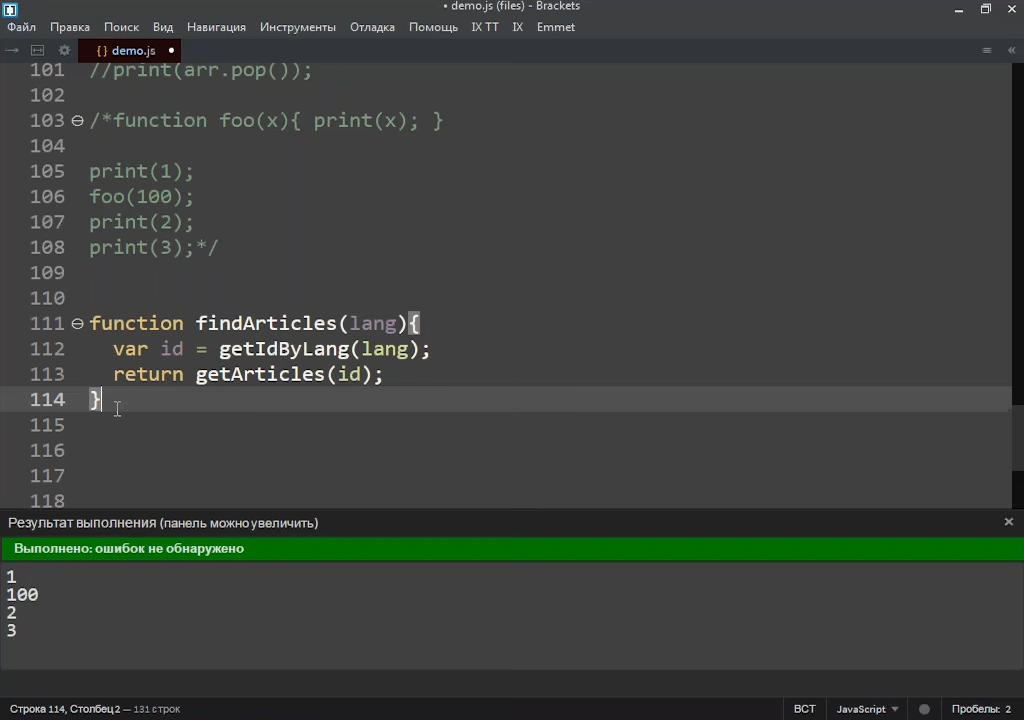 • demo.js (files) - Brackets
Файл Правка Поиск Вид Навигация Инструменты Отладка Помощь IX TT IX Emmet
{} demo.js •
101 //print(arr.pop());
102
103 /*function foo(x){ print(x); }
104
105 print(1);
106 foo(100);
107 print(2);
108 print(3);*/
109
110
111 function findArticles(lang){
112 var id = getIdByLang(lang);
113 return getArticles(id);
114 }
115
116
117
118
Результат выполнения (панель можно увеличить)
Выполнено: ошибок не обнаружено
1
100
2
3
Строка 114, Столбец 2 — 131 строк ВСТ JavaScript Пробелы: 2